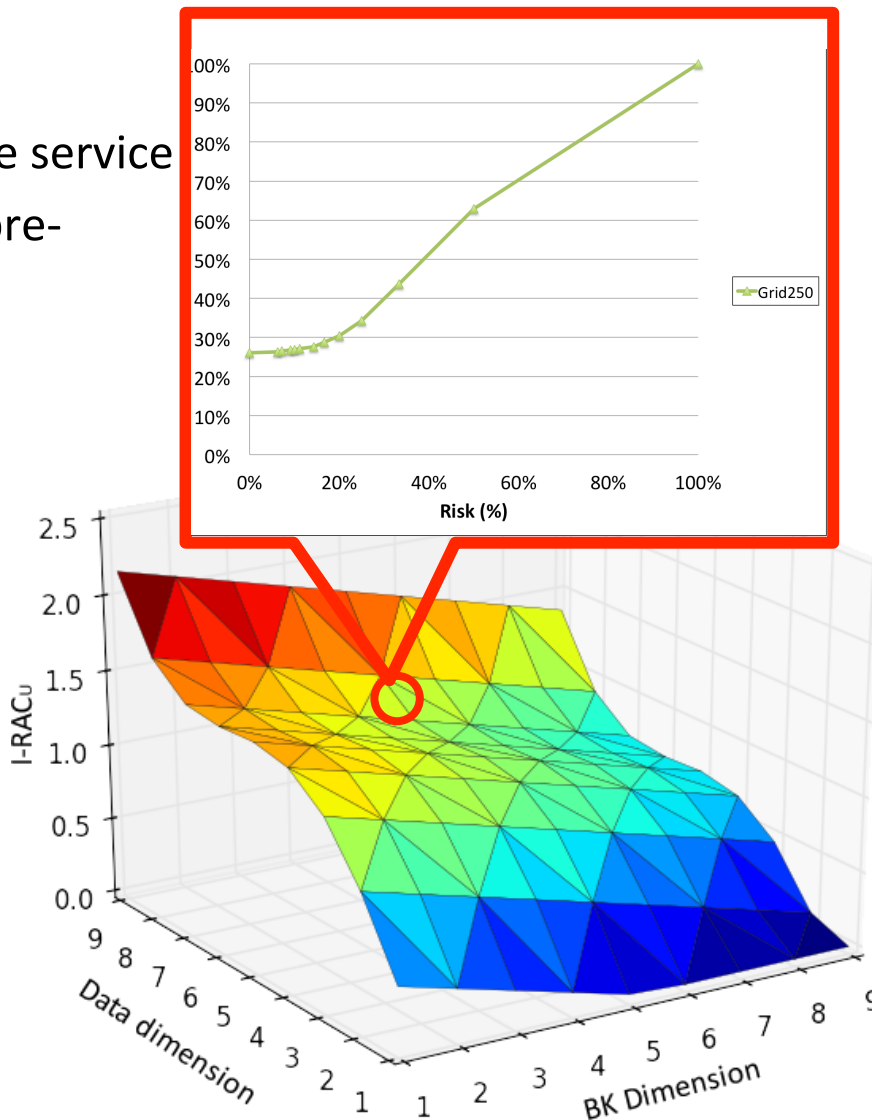 e service
ore-
00%
90%
80%
70%
60%
50%
40%
30%
20%
10%
0%
0% 20% 40% 60% 80% 100%
Risk (%)
Grid250
2.5
2.0
1.5
1.0
0.5
0.0
I-RACU
9 8 7 6 5 4 3 2 1
Data dimension
1 2 3 4 5 6 7 8 9
BK Dimension